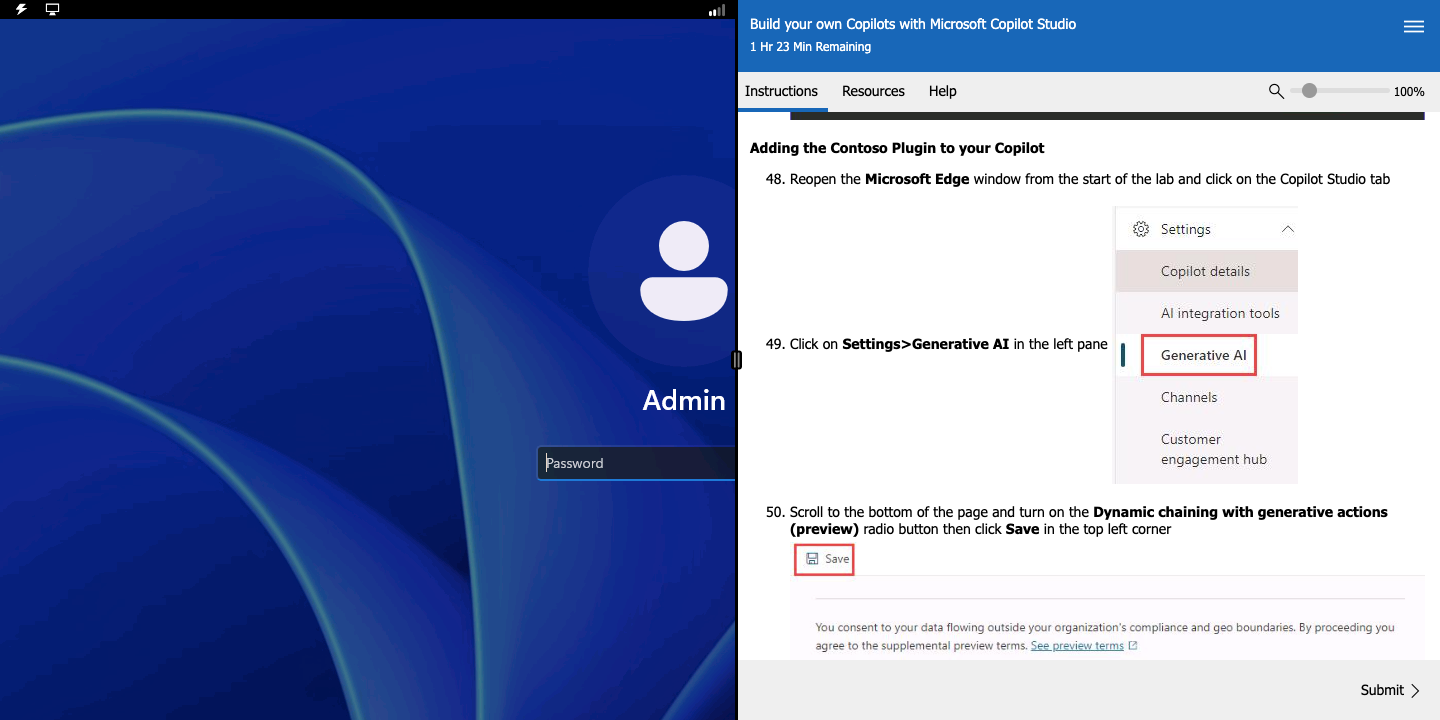 Admin
Password
Build your own Copilots with Microsoft Copilot Studio
1 Hr 23 Min Remaining
Instructions Resources Help 100%
Adding the Contoso Plugin to your Copilot
48. Reopen the Microsoft Edge window from the start of the lab and click on the Copilot Studio tab
Settings
Copilot details
AI integration tools
49. Click on Settings>Generative AI in the left pane
Generative AI
Channels
Customer
engagement hub
50. Scroll to the bottom of the page and turn on the Dynamic chaining with generative actions
(preview) radio button then click Save in the top left corner
Save
You consent to your data flowing outside your organization's compliance and geo boundaries. By proceeding you
agree to the supplemental preview terms. See preview terms
Submit